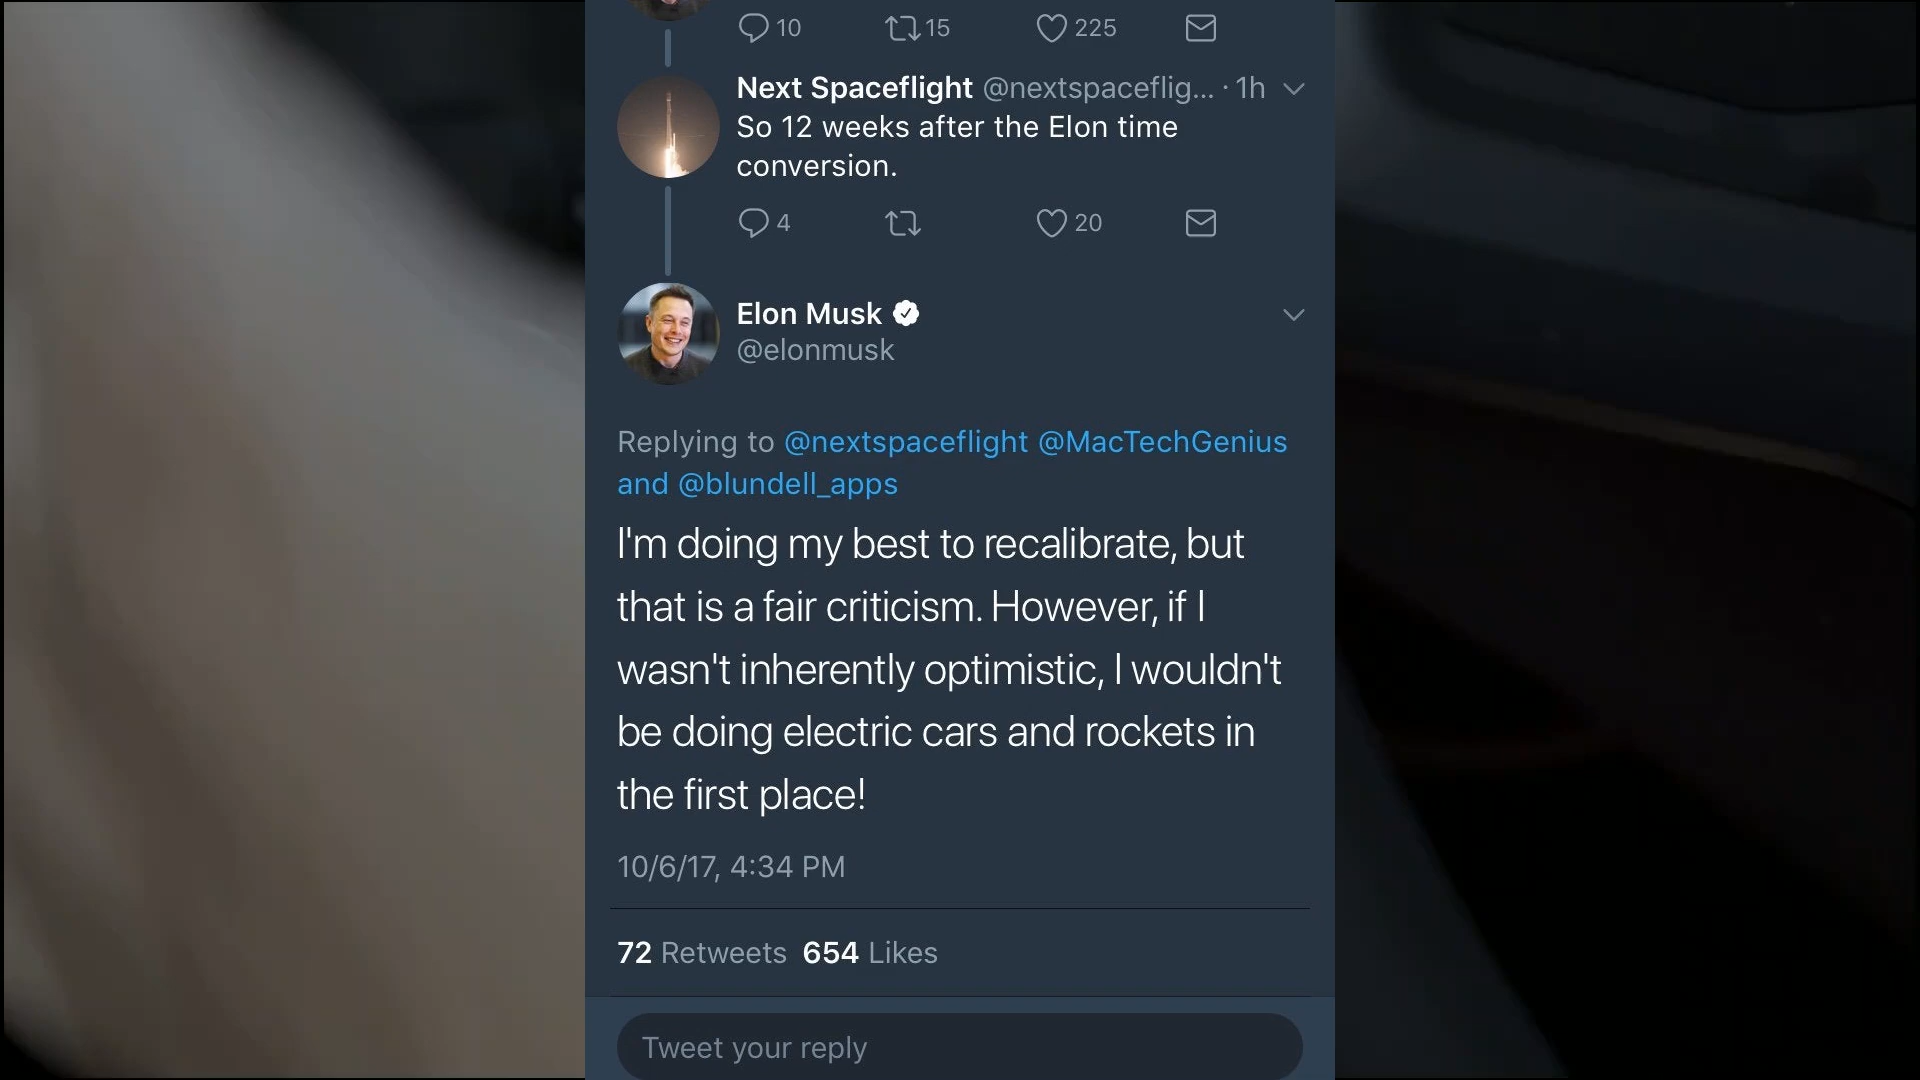 10 15 225
Next Spaceflight @nextspaceflig... · 1h
So 12 weeks after the Elon time
conversion.
4 20
Elon Musk
@elonmusk
Replying to @nextspaceflight @MacTechGenius
and @blundell_apps
I'm doing my best to recalibrate, but
that is a fair criticism. However, if I
wasn't inherently optimistic, I wouldn't
be doing electric cars and rockets in
the first place!
10/6/17, 4:34 PM
72 Retweets 654 Likes
Tweet your reply